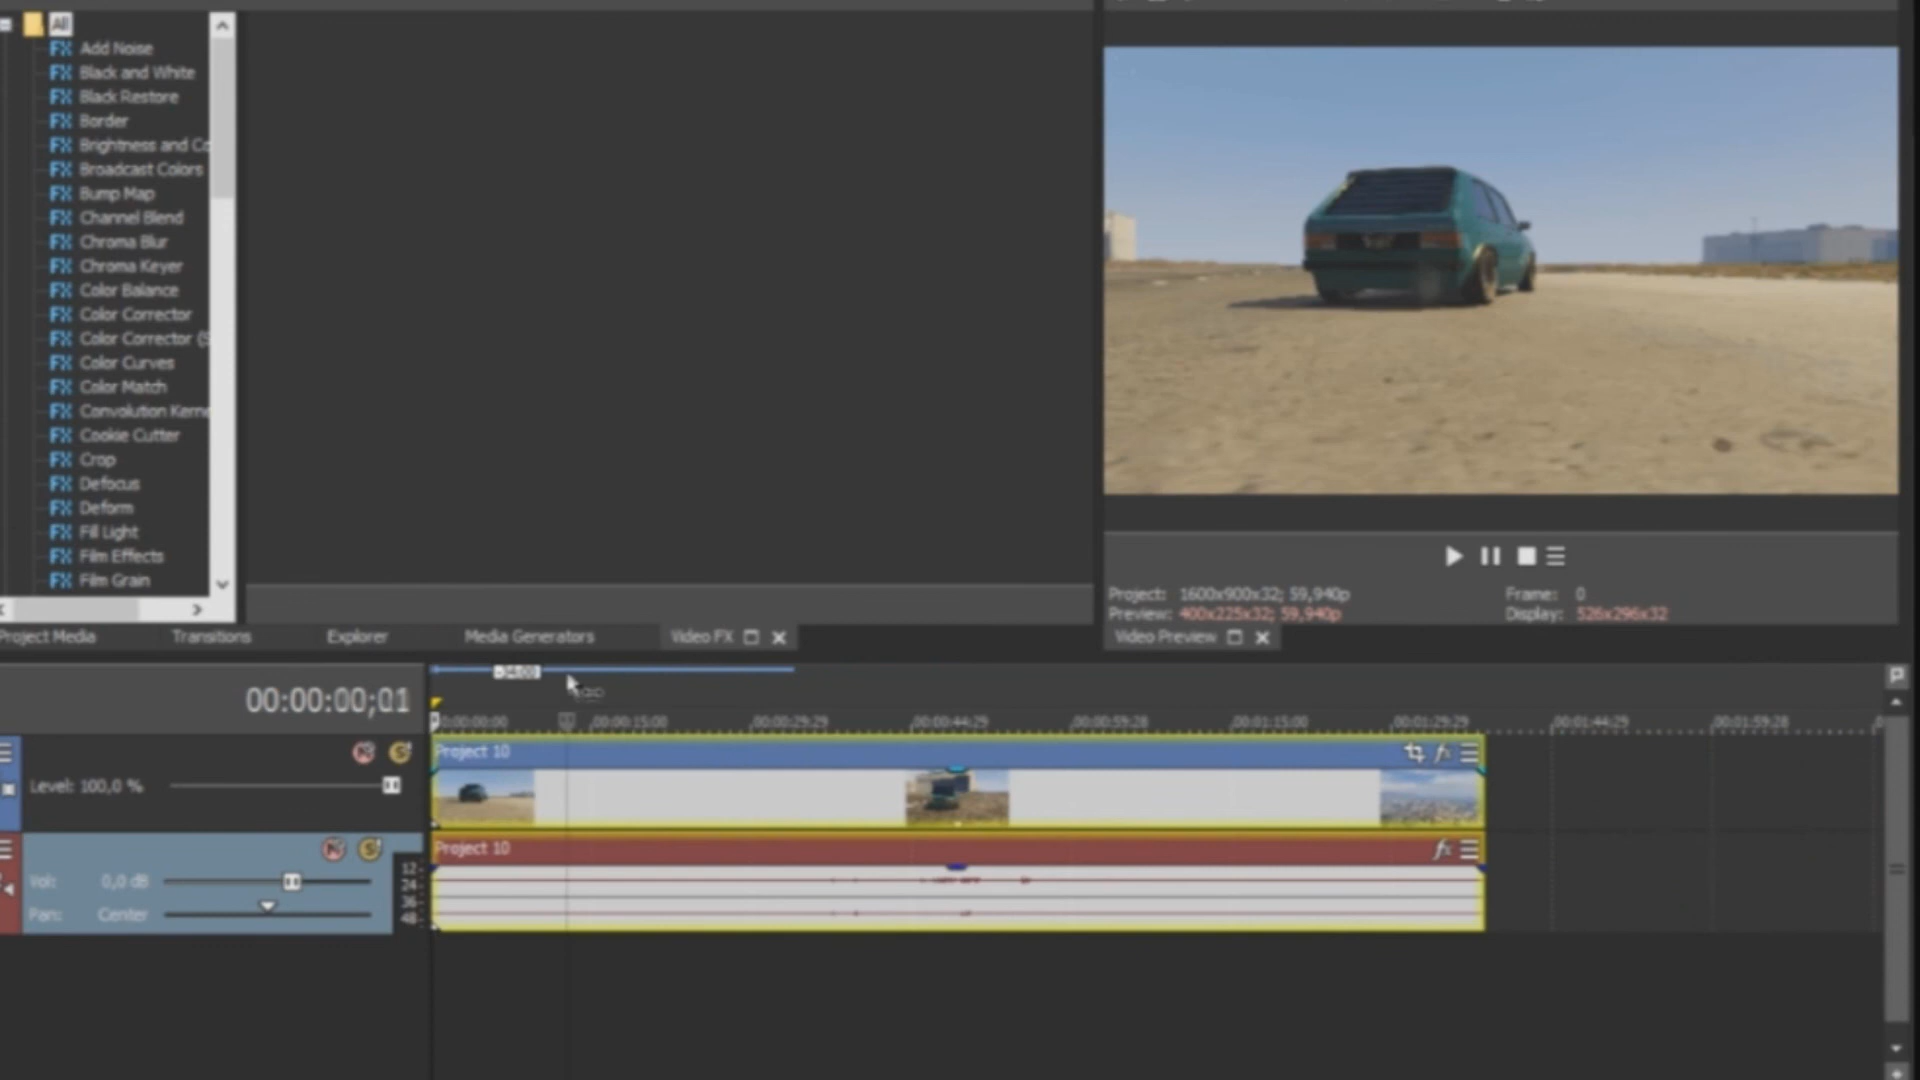 All
FX Add Noise
FX Black and White
FX Black Restore
FX Border
FX Brightness and Co
FX Broadcast Colors
FX Bump Map
FX Channel Blend
FX Chroma Blur
FX Chroma Keyer
FX Color Balance
FX Color Corrector
FX Color Corrector (S
FX Color Curves
FX Color Match
FX Convolution Kerne
FX Cookie Cutter
FX Crop
FX Defocus
FX Deform
FX Fill Light
FX Film Effects
FX Film Grain
Project: 1600x900x32; 59,940p Frame: 0
Preview: 400x225x32; 59,940p Display: 526x296x32
Project Media Transitions Explorer Media Generators Video FX Video Preview
-34:00
00:00:00;01
0:00:00:00 00:00:15:00 00:00:29:29 00:00:44:29 00:00:59:28 00:01:15:00 00:01:29:29 00:01:44:29 00:01:59:28
Project 10
Level: 100,0 %
Project 10
Vol: 0,0 dB
Pan: Center
12
24
36
48